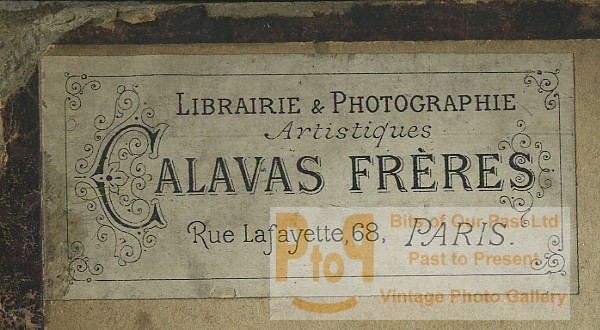 LIBRAIRIE & PHOTOGRAPHIE
Artistiques
CALAVAS FRÈRES
Rue Lafayette, 68, PARIS.
PtoP
Bits of Our Past Ltd
Past to Present
Vintage Photo Gallery